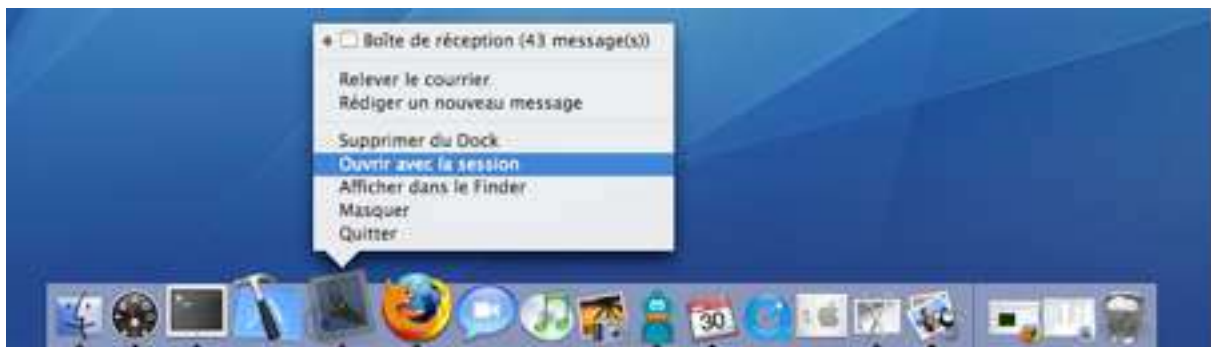 Boîte de réception (43 message(s))
Relever le courrier
Rédiger un nouveau message
Supprimer du Dock
Ouvrir avec la session
Afficher dans le Finder
Masquer
Quitter
30